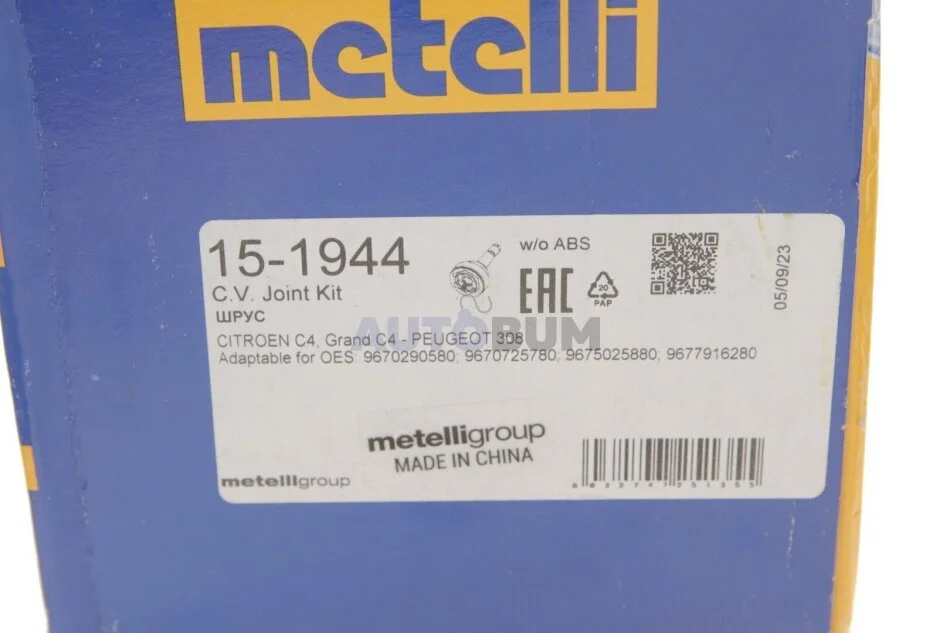 metelli
15-1944
w/o ABS
C.V. Joint Kit
ШРУС
EAC
20
PAP
05/09/23
AUTOBUM
CITROEN C4, Grand C4 - PEUGEOT 308
Adaptable for OES: 9670290580; 9670725780; 9675025880; 9677916280
metelligroup
MADE IN CHINA
metelligroup
8032747251353